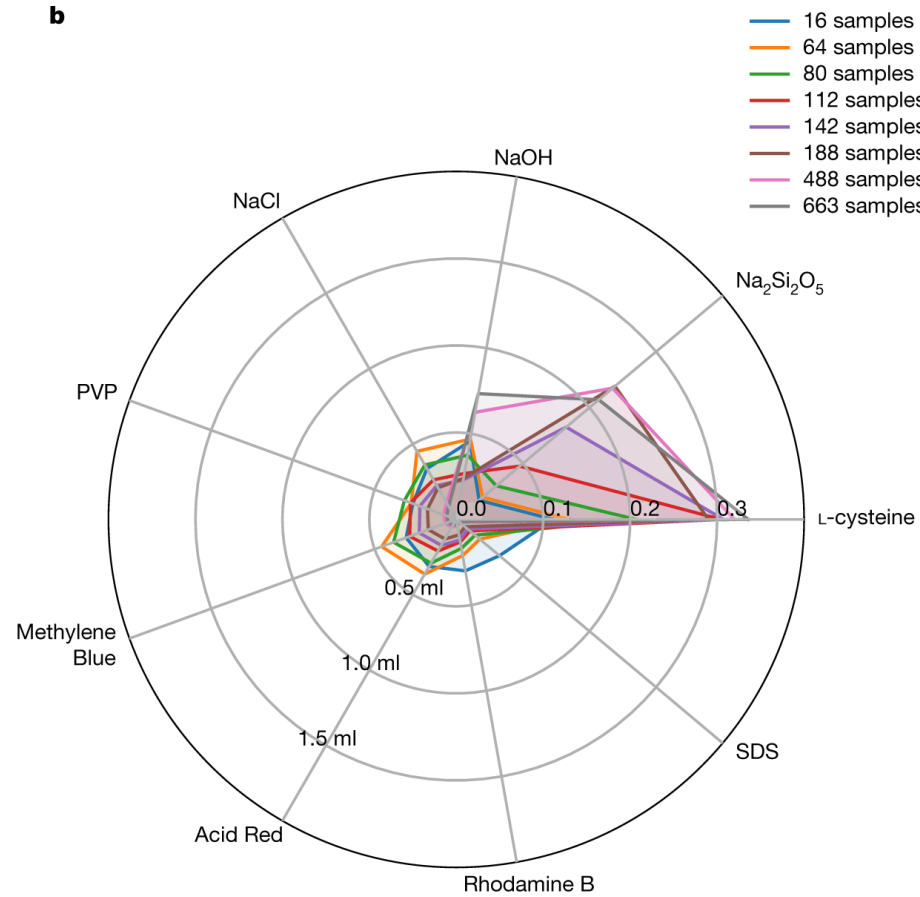 b
16 samples
64 samples
80 samples
112 samples
142 samples
188 samples
488 samples
663 samples
NaOH
NaCl
Na₂Si₂O₅
PVP
0.0 0.1 0.2 0.3
L-cysteine
0.5 ml
Methylene
Blue
1.0 ml
1.5 ml
SDS
Acid Red
Rhodamine B